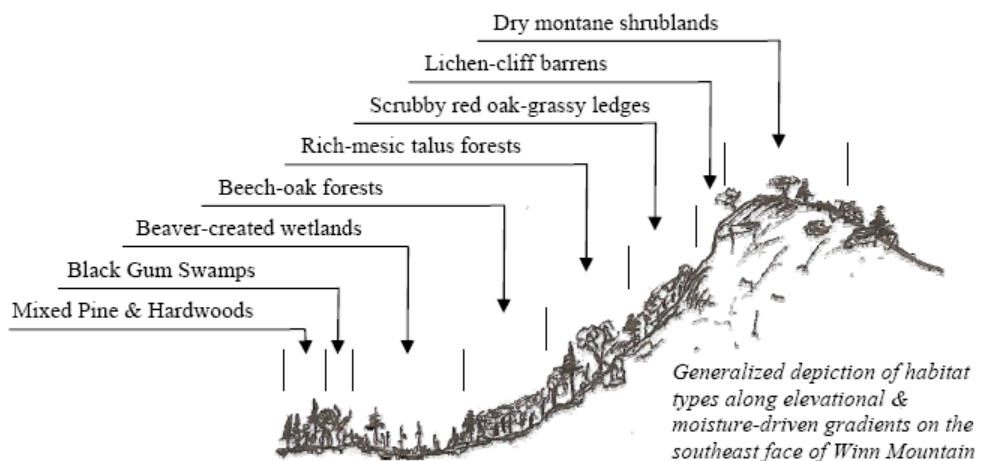 Dry montane shrublands
Lichen-cliff barrens
Scrubby red oak-grassy ledges
Rich-mesic talus forests
Beech-oak forests
Beaver-created wetlands
Black Gum Swamps
Mixed Pine & Hardwoods
Generalized depiction of habitat
types along elevational &
moisture-driven gradients on the
southeast face of Winn Mountain